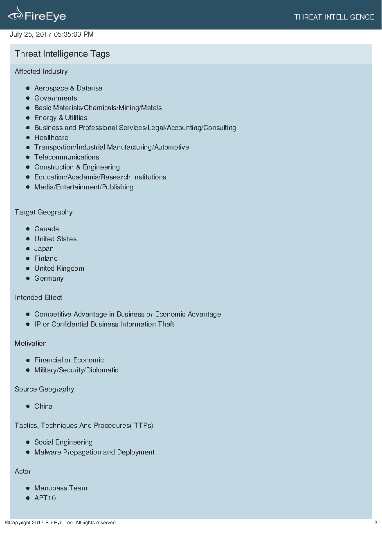 FireEye
THREAT INTELLIGENCE
July 25, 2017 05:35:00 PM
Threat Intelligence Tags
Affected Industry
● Aerospace & Defense
● Governments
● Basic Materials/Chemicals/Mining/Metals
● Energy & Utilities
● Business and Professional Services/Legal/Accounting/Consulting
● Healthcare
● Transportion/Industrial Manufacturing/Automotive
● Telecommunications
● Construction & Engineering
● Education/Academia/Research Institutions
● Media/Entertainment/Publishing
Target Geography
● Canada
● United States
● Japan
● Finland
● United Kingdom
● Germany
Intended Effect
● Competitive Advantage in Business or Economic Advantage
● IP or Confidential Business Information Theft
Motivation
● Financial or Economic
● Military/Security/Diplomatic
Source Geography
● China
Tactics, Techniques And Procedures(TTPs)
● Social Engineering
● Malware Propagation and Deployment
Actor
● Menupass Team
● APT10
©Copyright 2017 FireEye, Inc. All rights reserved.